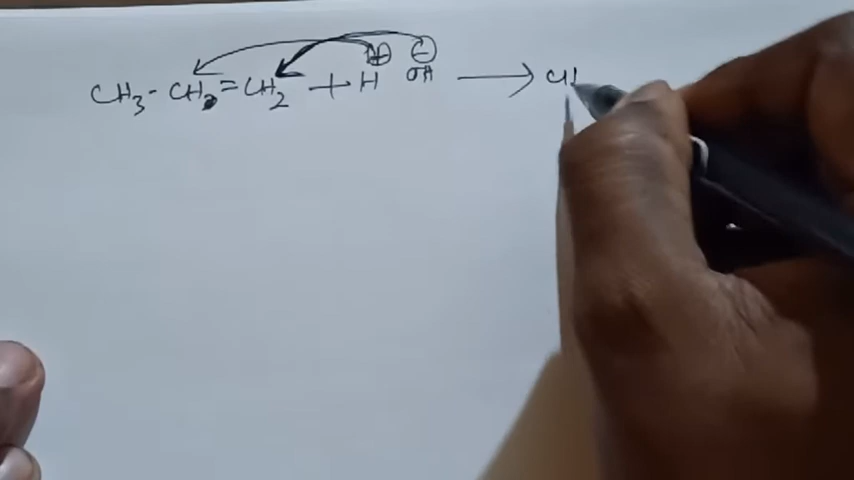 CH₃ - CH₂ = CH₂ + H⊕ OH⊖ → CH